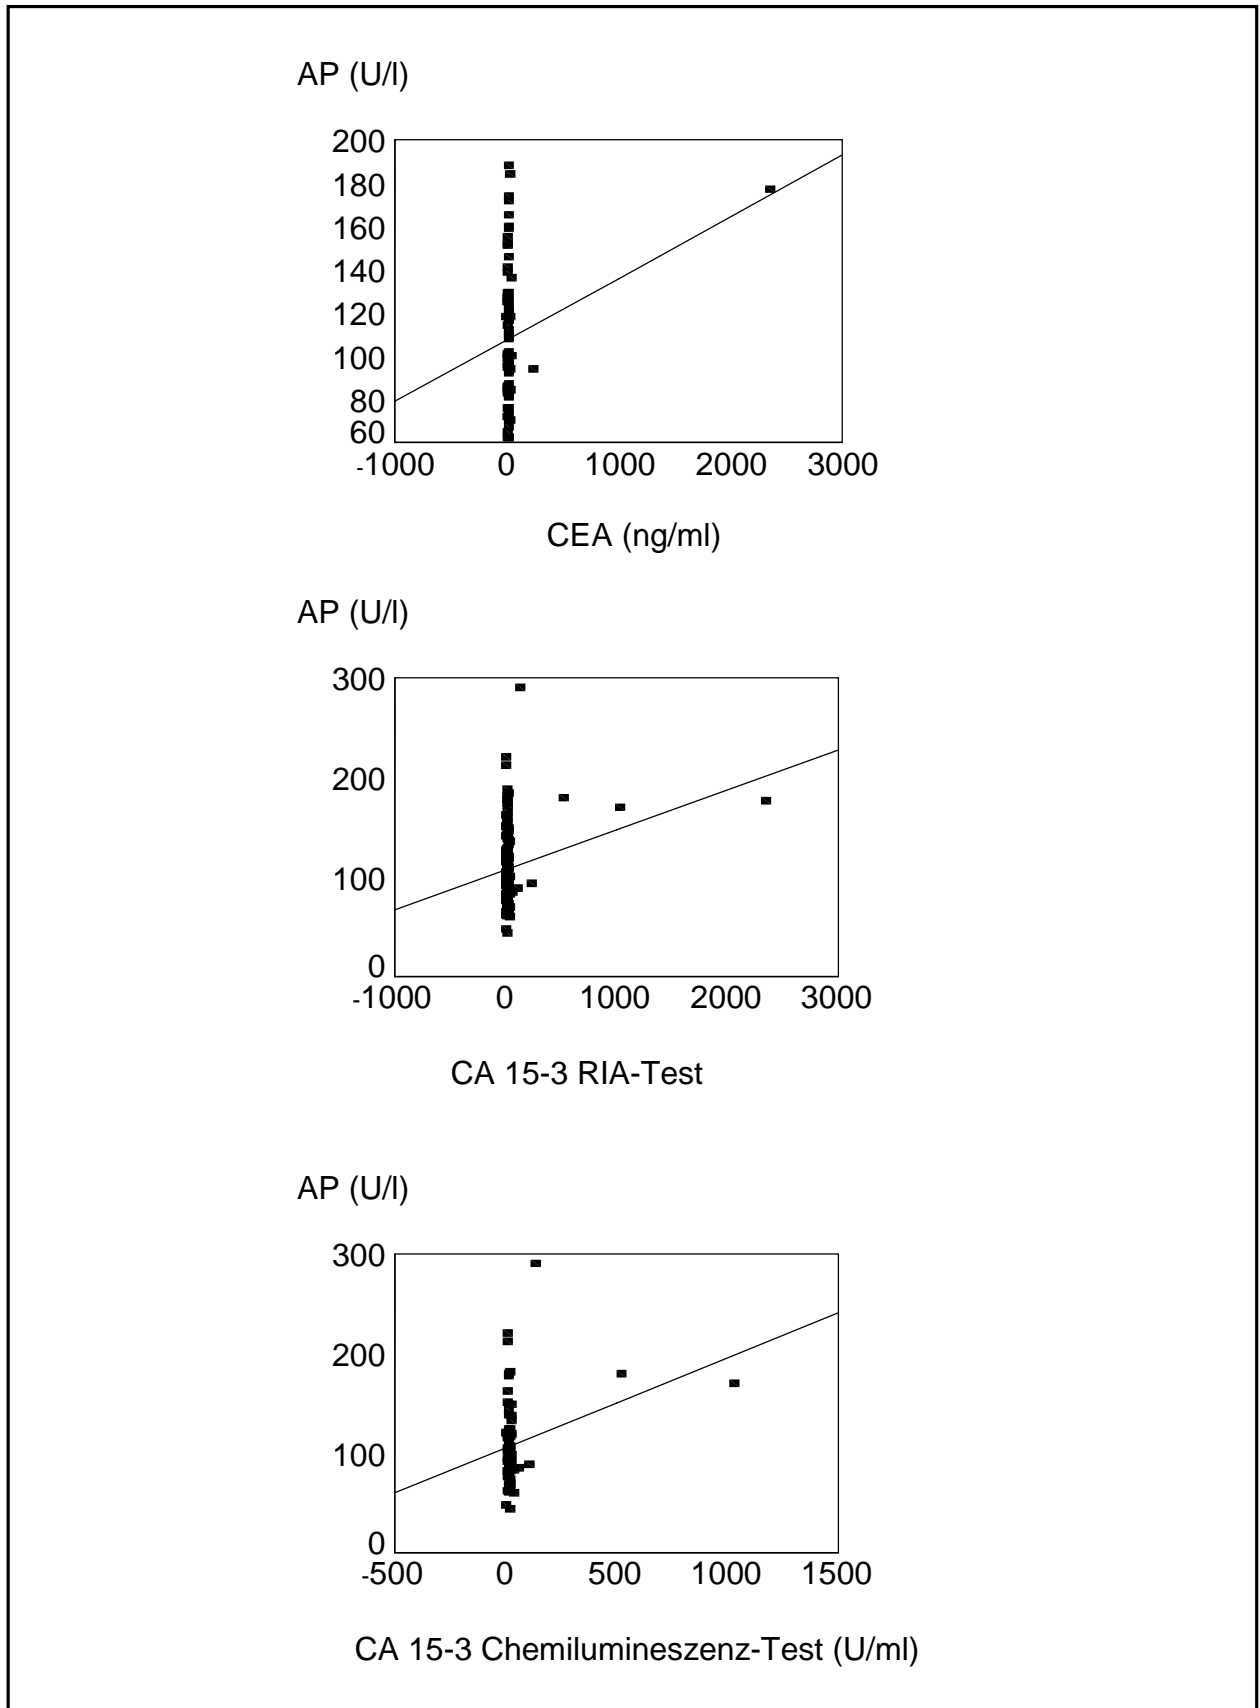 AP (U/l)
200
180
160
140
120
100
80
60
-1000 0 1000 2000 3000
CEA (ng/ml)
AP (U/l)
300
200
100
0
-1000 0 1000 2000 3000
CA 15-3 RIA-Test
AP (U/l)
300
200
100
0
-500 0 500 1000 1500
CA 15-3 Chemilumineszenz-Test (U/ml)